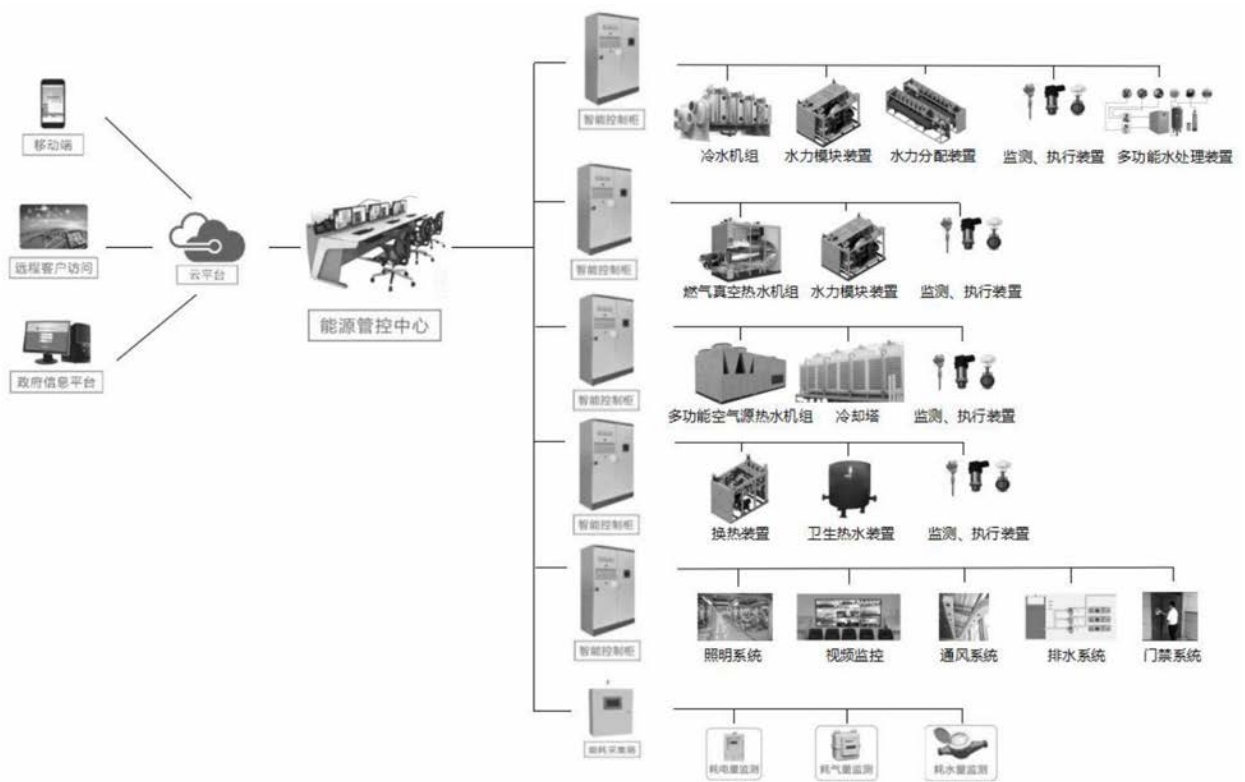 移动端
远程客户访问
政府信息平台
云平台
能源管控中心
智能控制柜
冷水机组
水力模块装置
水力分配装置
监测、执行装置
多功能水处理装置
智能控制柜
燃气真空热水机组
水力模块装置
监测、执行装置
智能控制柜
多功能空气源热水机组
冷却塔
监测、执行装置
智能控制柜
换热装置
卫生热水装置
监测、执行装置
智能控制柜
照明系统
视频监控
通风系统
排水系统
门禁系统
能耗采集器
耗电量监测
耗气量监测
耗水量监测